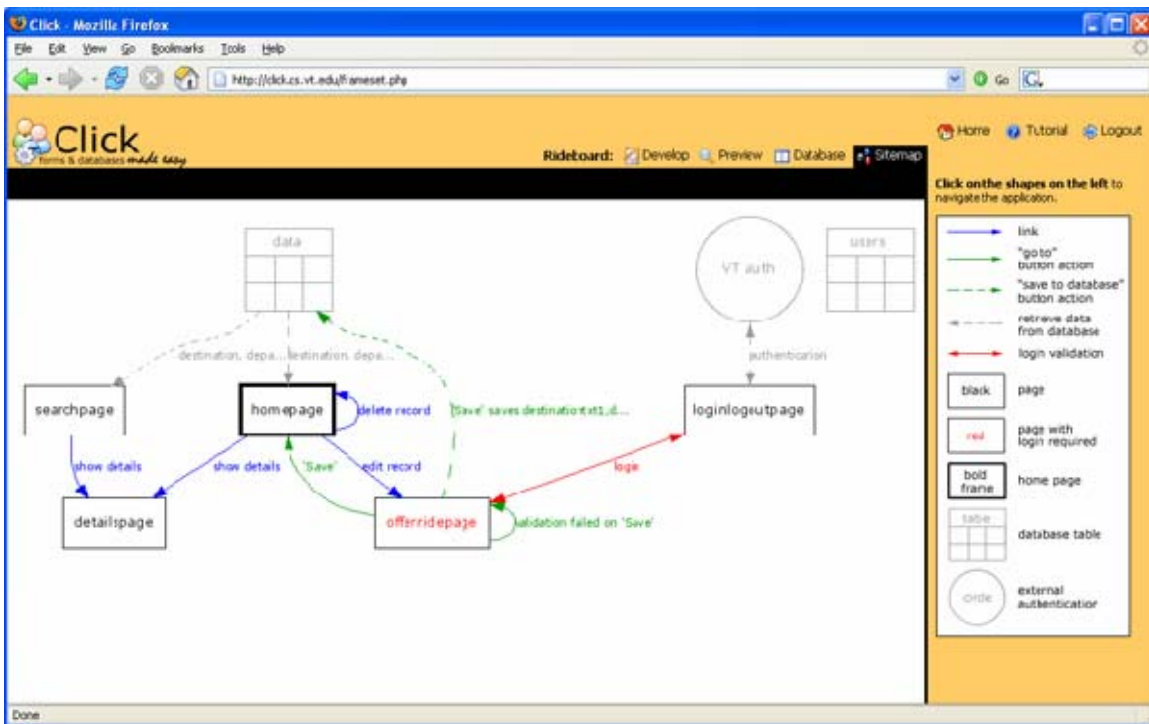 Click - Mozilla Firefox
File Edit View Go Bookmarks Tools Help
http://click.cs.vt.edu/frameset.php
Go
Click
forms & databases made easy
Home Tutorial Logout
Rideboard: Develop Preview Database Sitemap
Click on the shapes on the left to
navigate the application.
data
VT auth
users
destination, depa...
destination, depa...
authentication
searchpage
homepage
delete record
'Save' saves destination:txt1,d...
loginlogoutpage
show details
show details
'Save'
edit record
login
detailspage
offerridepage
validation failed on 'Save'
link
"goto"
button action
"save to database"
button action
retrieve data
from database
login validation
black
page
red
page with
login required
bold
frame
home page
table
database table
circle
external
authentication
Done